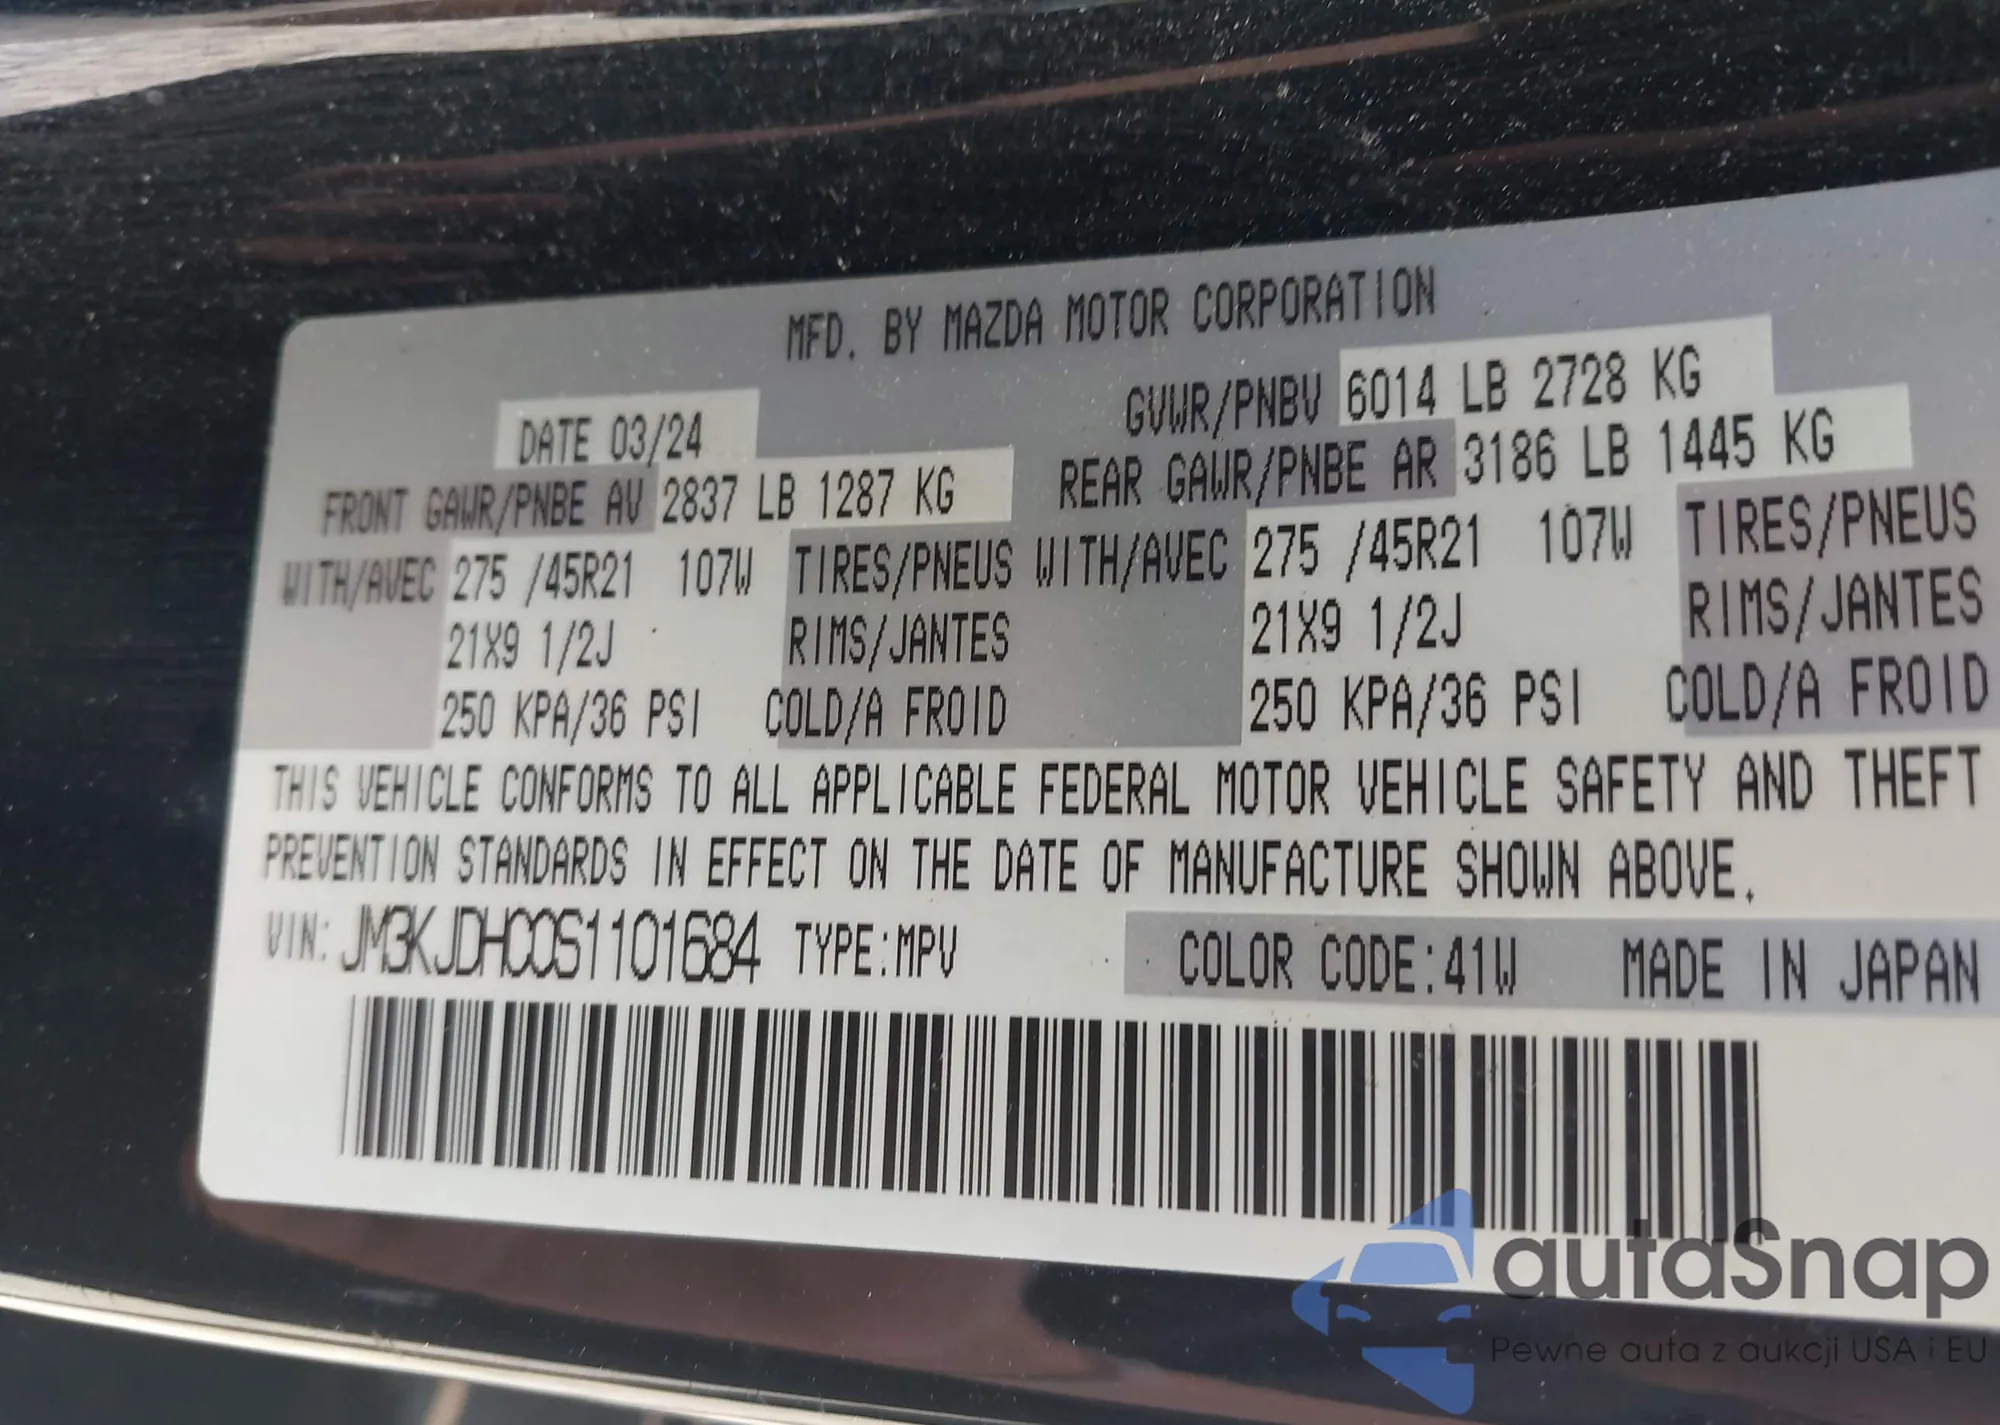 MFD. BY MAZDA MOTOR CORPORATION
DATE 03/24 GVWR/PNBV 6014 LB 2728 KG
FRONT GAWR/PNBE AV 2837 LB 1287 KG REAR GAWR/PNBE AR 3186 LB 1445 KG
WITH/AVEC 275 /45R21 107W TIRES/PNEUS WITH/AVEC 275 /45R21 107W TIRES/PNEUS
21X9 1/2J RIMS/JANTES 21X9 1/2J RIMS/JANTES
250 KPA/36 PSI COLD/A FROID 250 KPA/36 PSI COLD/A FROID
THIS VEHICLE CONFORMS TO ALL APPLICABLE FEDERAL MOTOR VEHICLE SAFETY AND THEFT
PREVENTION STANDARDS IN EFFECT ON THE DATE OF MANUFACTURE SHOWN ABOVE.
VIN: JM3KJDHC0S1101684 TYPE:MPV COLOR CODE:41W MADE IN JAPAN
autaSnap
Pewne auta z aukcji USA i EU